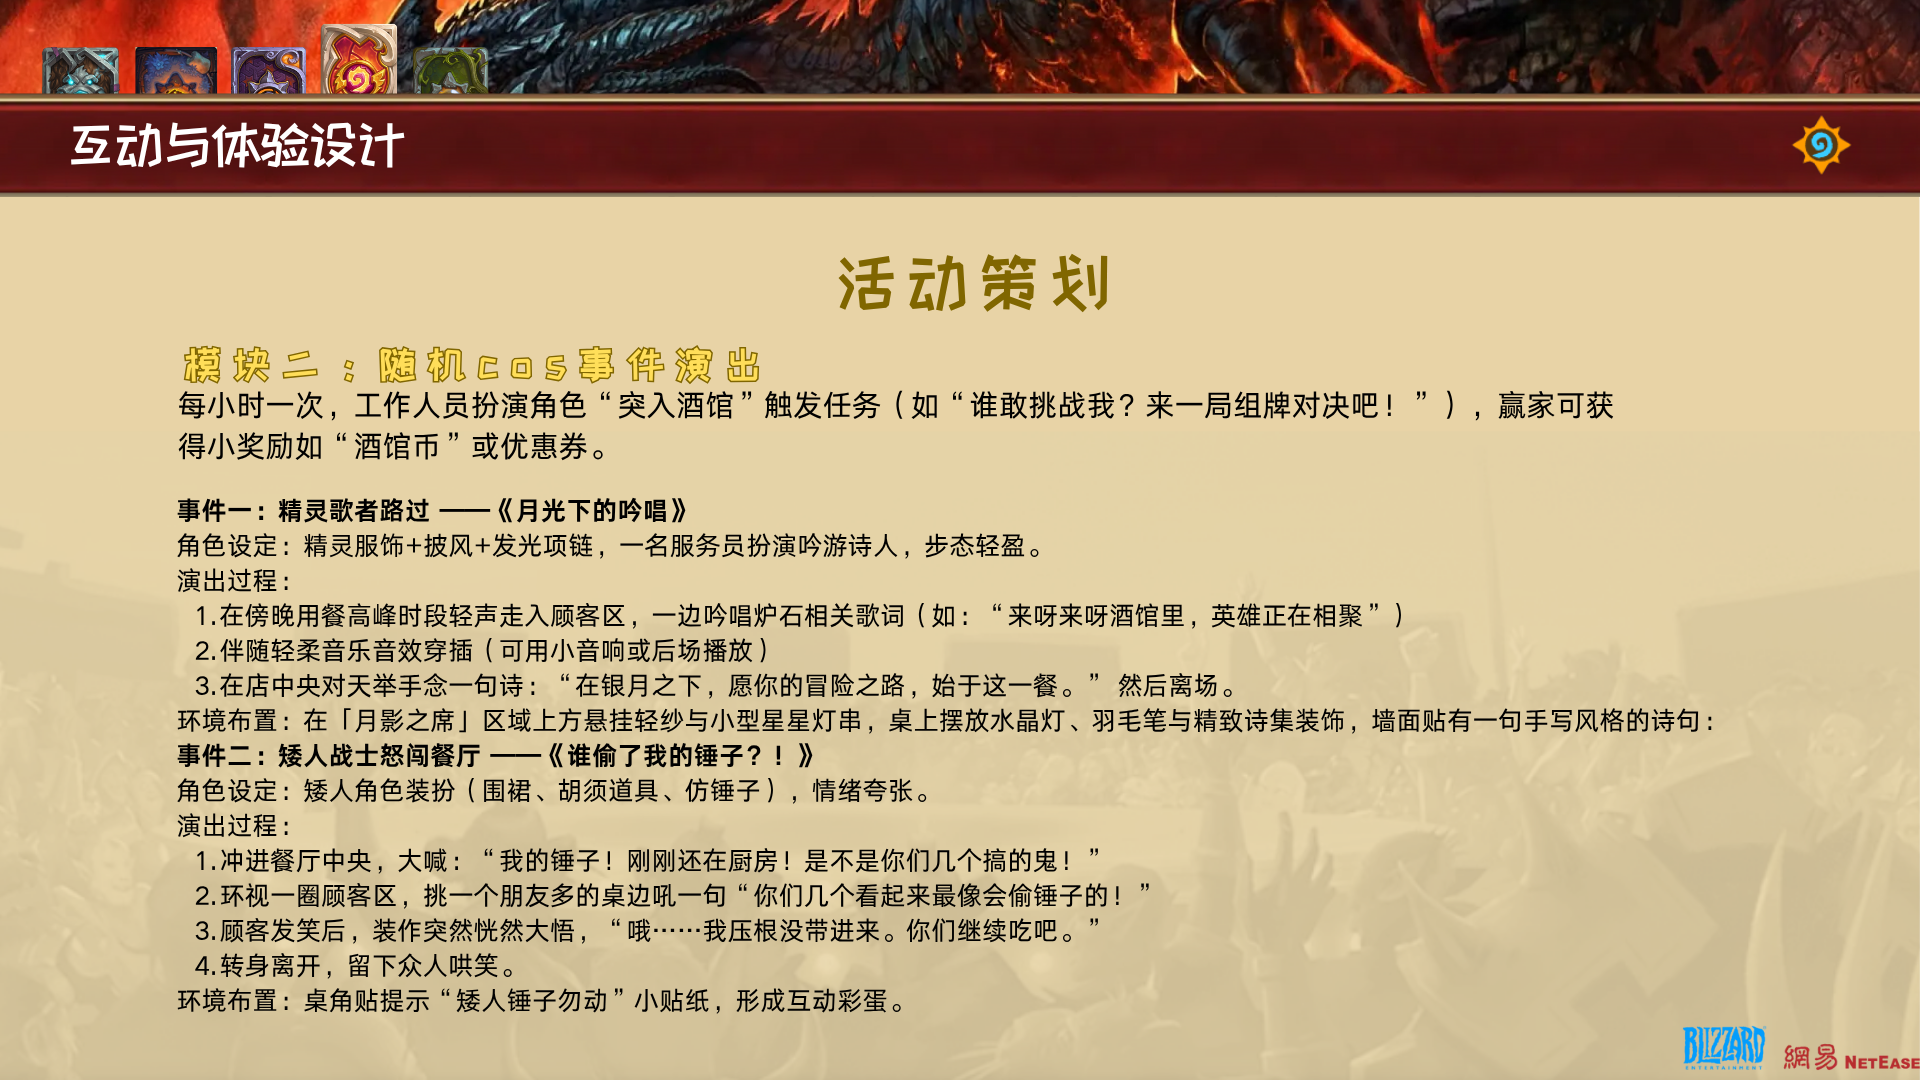 互动与体验设计
活动策划
模块二：随机cos事件演出
每小时一次，工作人员扮演角色“突入酒馆”触发任务（如“谁敢挑战我？来一局组牌对决吧！”），赢家可获
得小奖励如“酒馆币”或优惠券。
事件一：精灵歌者路过 ——《月光下的吟唱》
角色设定：精灵服饰+披风+发光项链，一名服务员扮演吟游诗人，步态轻盈。
演出过程：
1.在傍晚用餐高峰时段轻声走入顾客区，一边吟唱炉石相关歌词（如：“来呀来呀酒馆里，英雄正在相聚”）
2.伴随轻柔音乐音效穿插（可用小音响或后场播放）
3.在店中央对天举手念一句诗：“在银月之下，愿你的冒险之路，始于这一餐。” 然后离场。
环境布置：在「月影之席」区域上方悬挂轻纱与小型星星灯串，桌上摆放水晶灯、羽毛笔与精致诗集装饰，墙面贴有一句手写风格的诗句：
事件二：矮人战士怒闯餐厅 ——《谁偷了我的锤子？！》
角色设定：矮人角色装扮（围裙、胡须道具、仿锤子），情绪夸张。
演出过程：
1.冲进餐厅中央，大喊：“我的锤子！刚刚还在厨房！是不是你们几个搞的鬼！”
2.环视一圈顾客区，挑一个朋友多的桌边吼一句“你们几个看起来最像会偷锤子的！”
3.顾客发笑后，装作突然恍然大悟，“哦……我压根没带进来。你们继续吃吧。”
4.转身离开，留下众人哄笑。
环境布置：桌角贴提示“矮人锤子勿动”小贴纸，形成互动彩蛋。
BLIZZARD
ENTERTAINMENT
網易 NETEASE